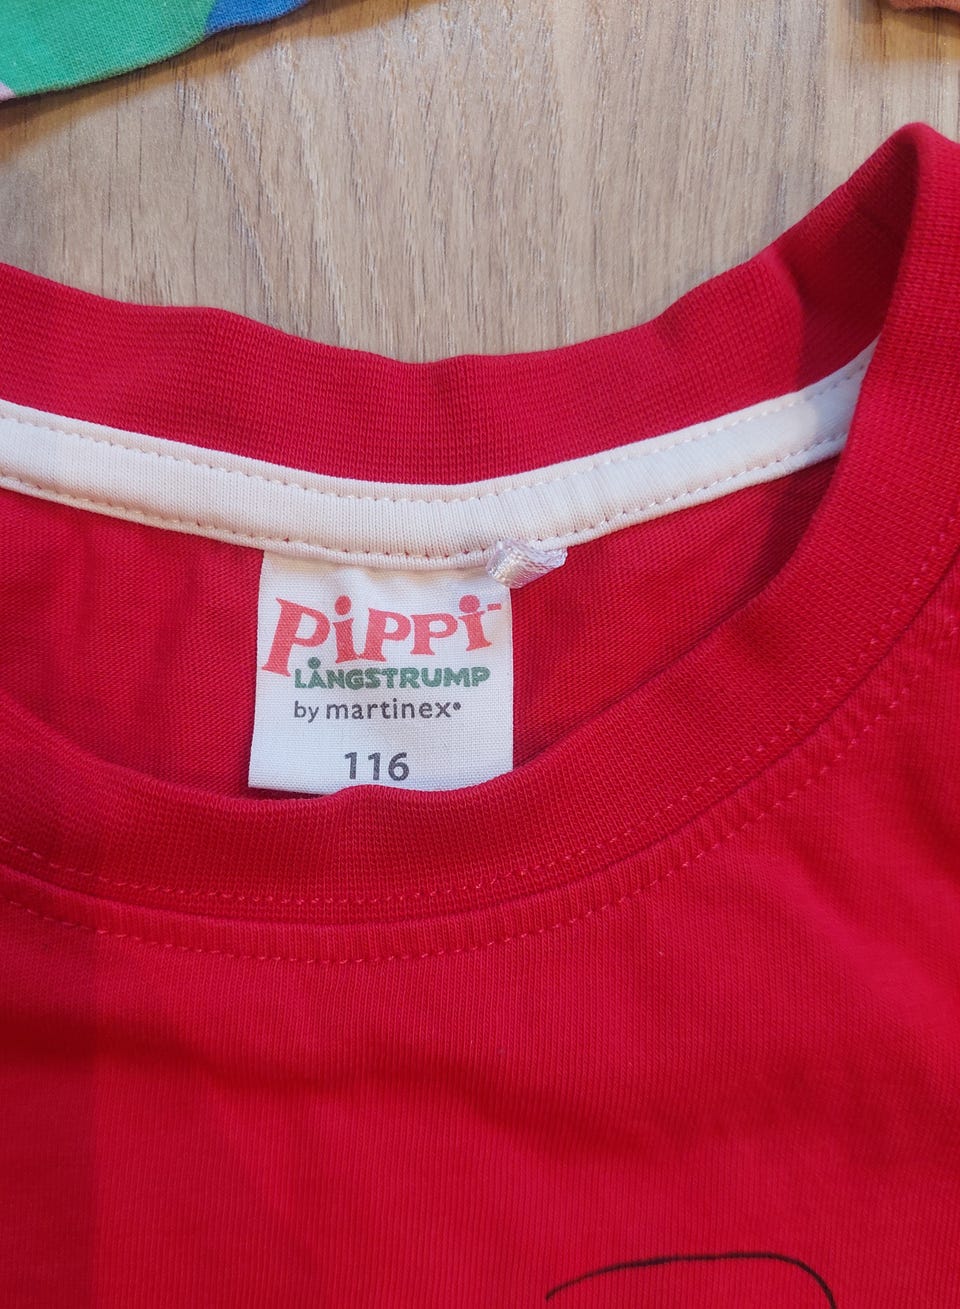 PiPPi
LÅNGSTRUMP
by martinex
116